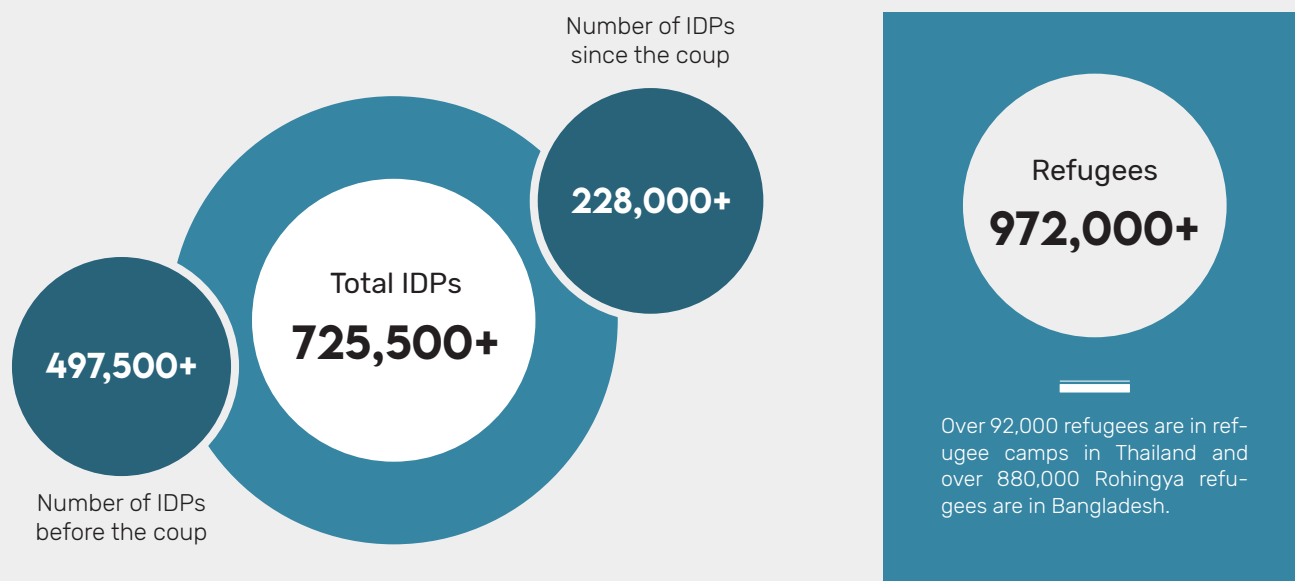 Number of IDPs
since the coup
228,000+
Total IDPs
725,500+
497,500+
Number of IDPs
before the coup
Refugees
972,000+
Over 92,000 refugees are in ref-
ugee camps in Thailand and
over 880,000 Rohingya refu-
gees are in Bangladesh.